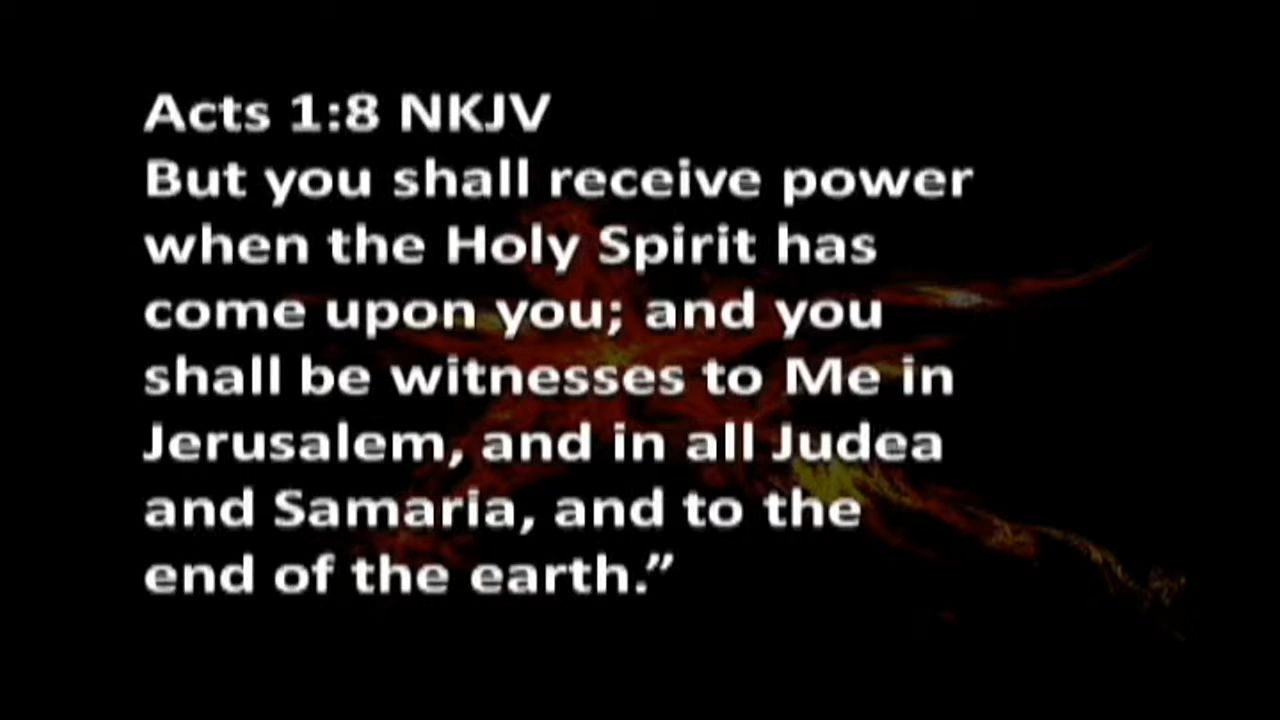 Acts 1:8 NKJV
But you shall receive power
when the Holy Spirit has
come upon you; and you
shall be witnesses to Me in
Jerusalem, and in all Judea
and Samaria, and to the
end of the earth.”